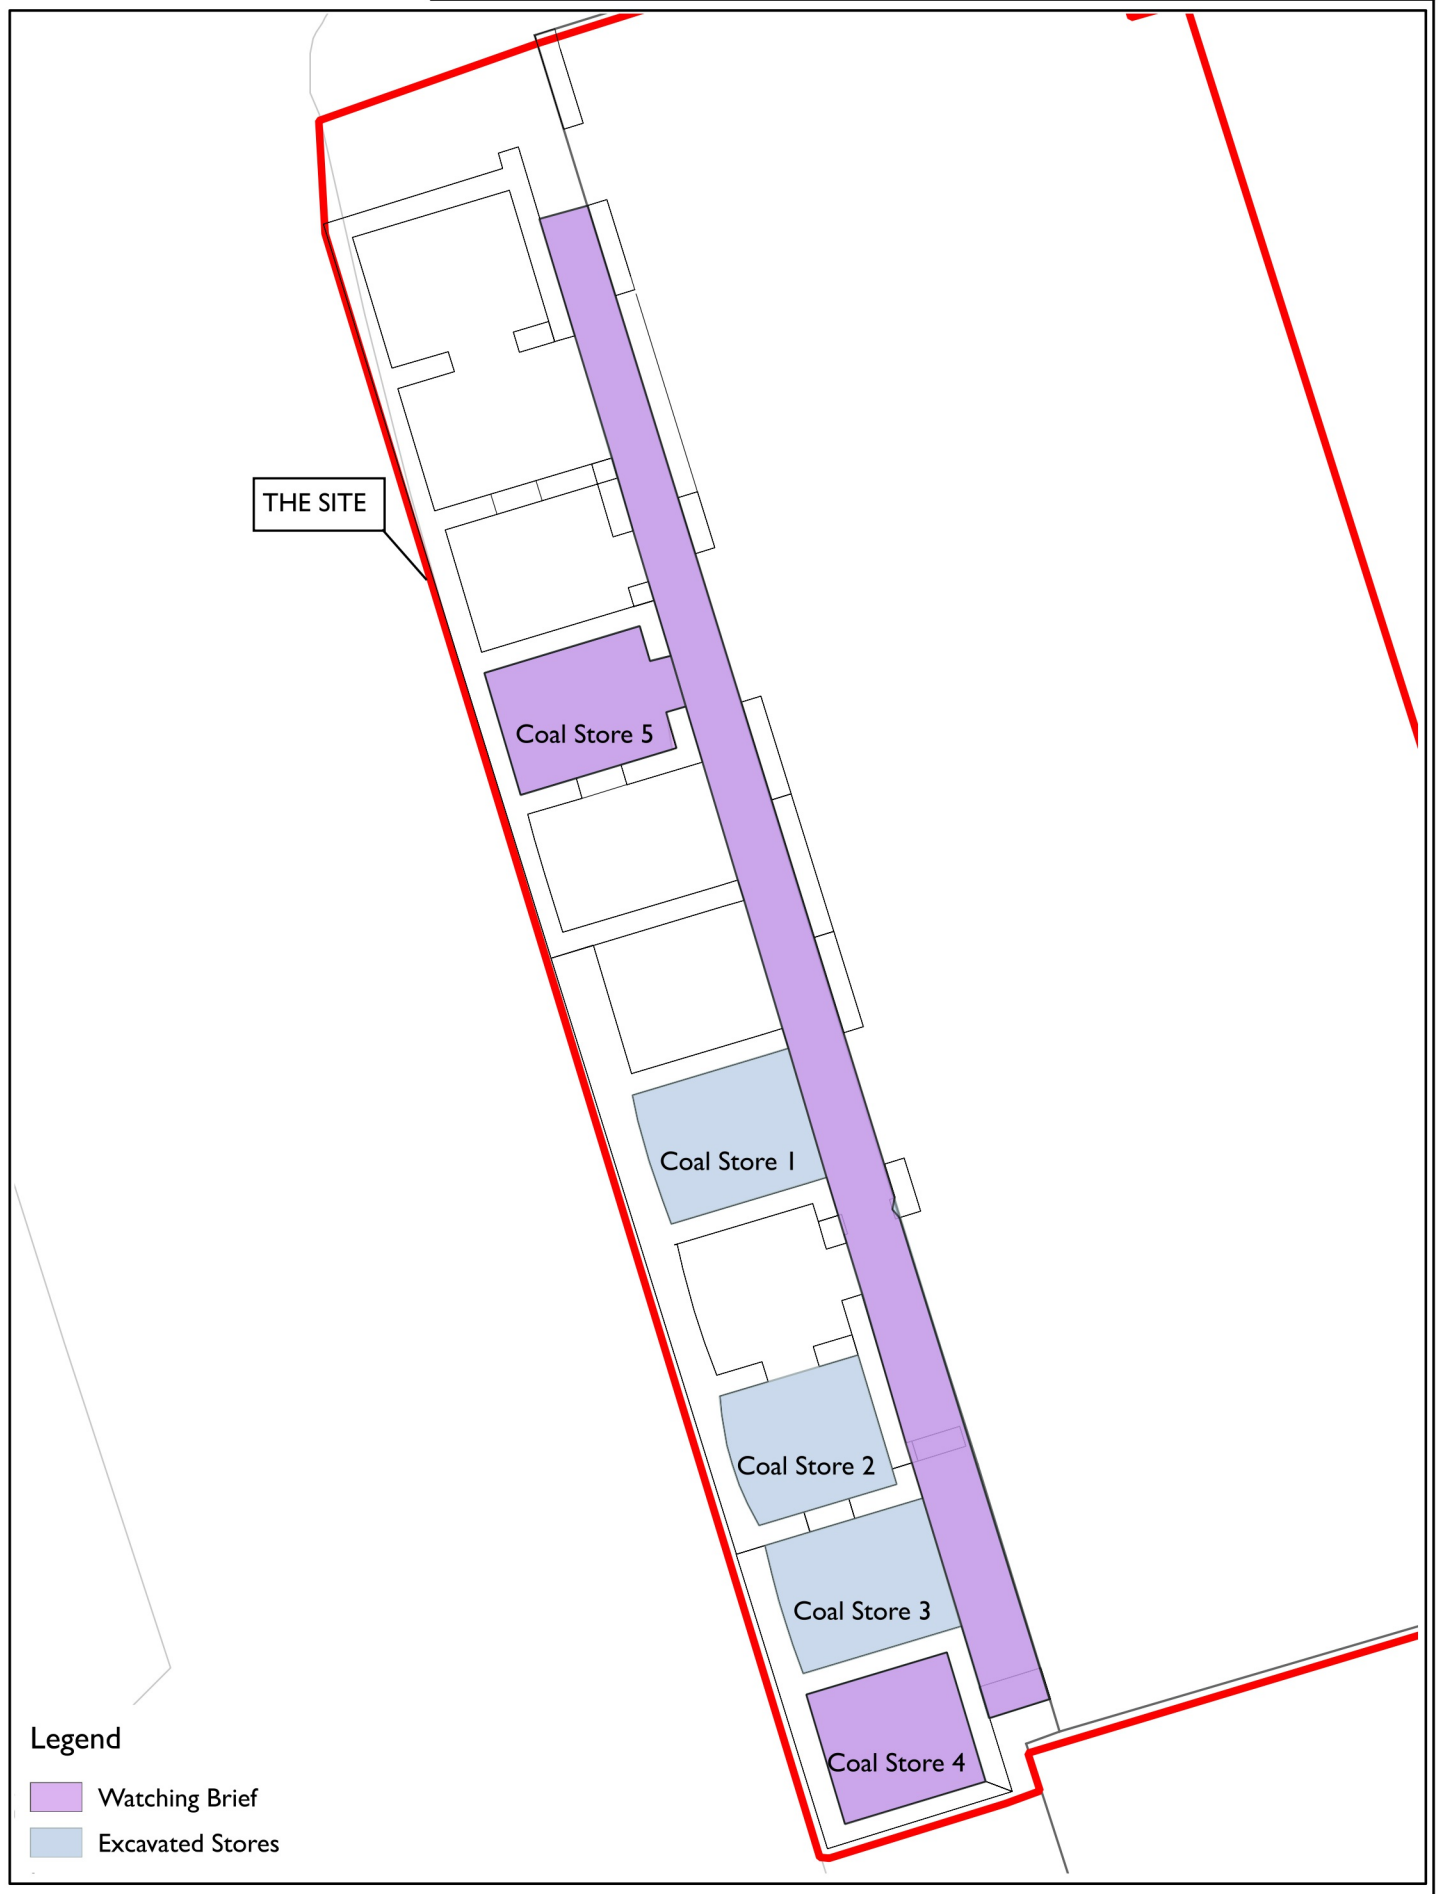 THE SITE
Coal Store 5
Coal Store 1
Coal Store 2
Coal Store 3
Coal Store 4
Legend
Watching Brief
Excavated Stores